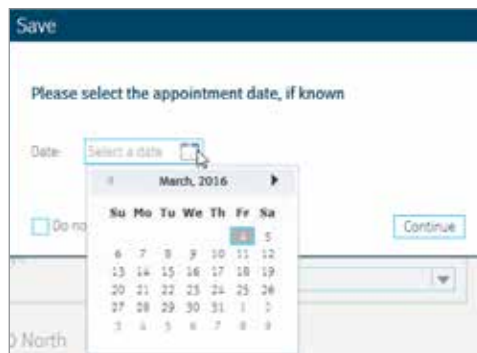 Save
Please select the appointment date, if known
Date:
Select a date
March, 2016
Su Mo Tu We Th Fr Sa
4 5
6 7 8 9 10 11 12
13 14 15 16 17 18 19
20 21 22 23 24 25 26
27 28 29 30 31 1 2
3 4 5 6 7 8 9
Do no
Continue
North